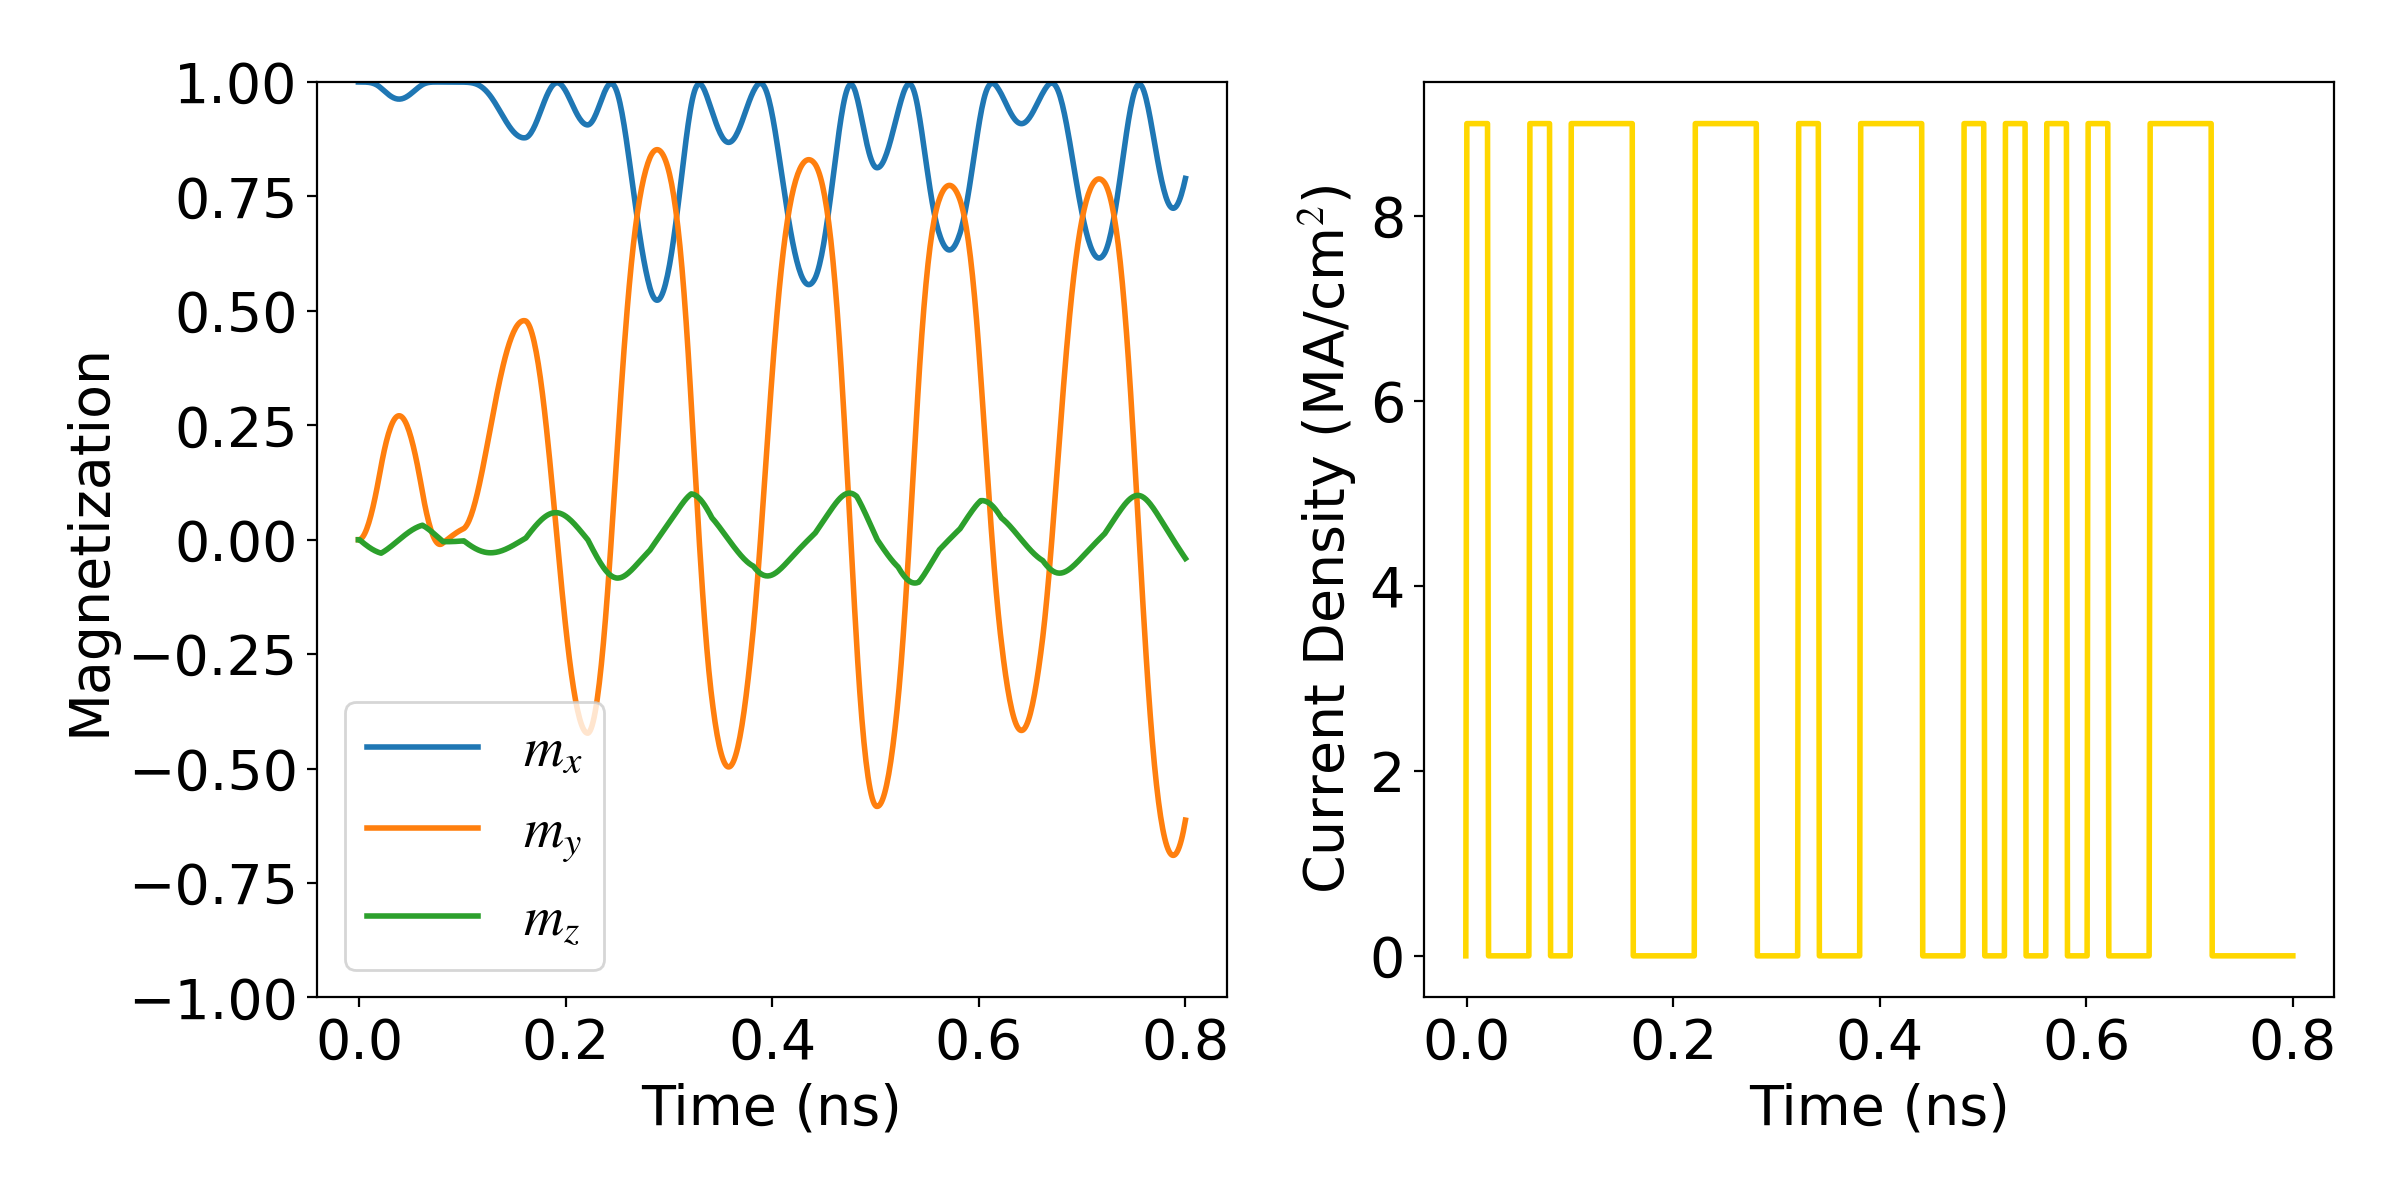 Magnetization
1.00
0.75
0.50
0.25
0.00
−0.25
−0.50
−0.75
−1.00
m_x
m_y
m_z
0.0 0.2 0.4 0.6 0.8
Time (ns)
Current Density (MA/cm²)
8
6
4
2
0
0.0 0.2 0.4 0.6 0.8
Time (ns)